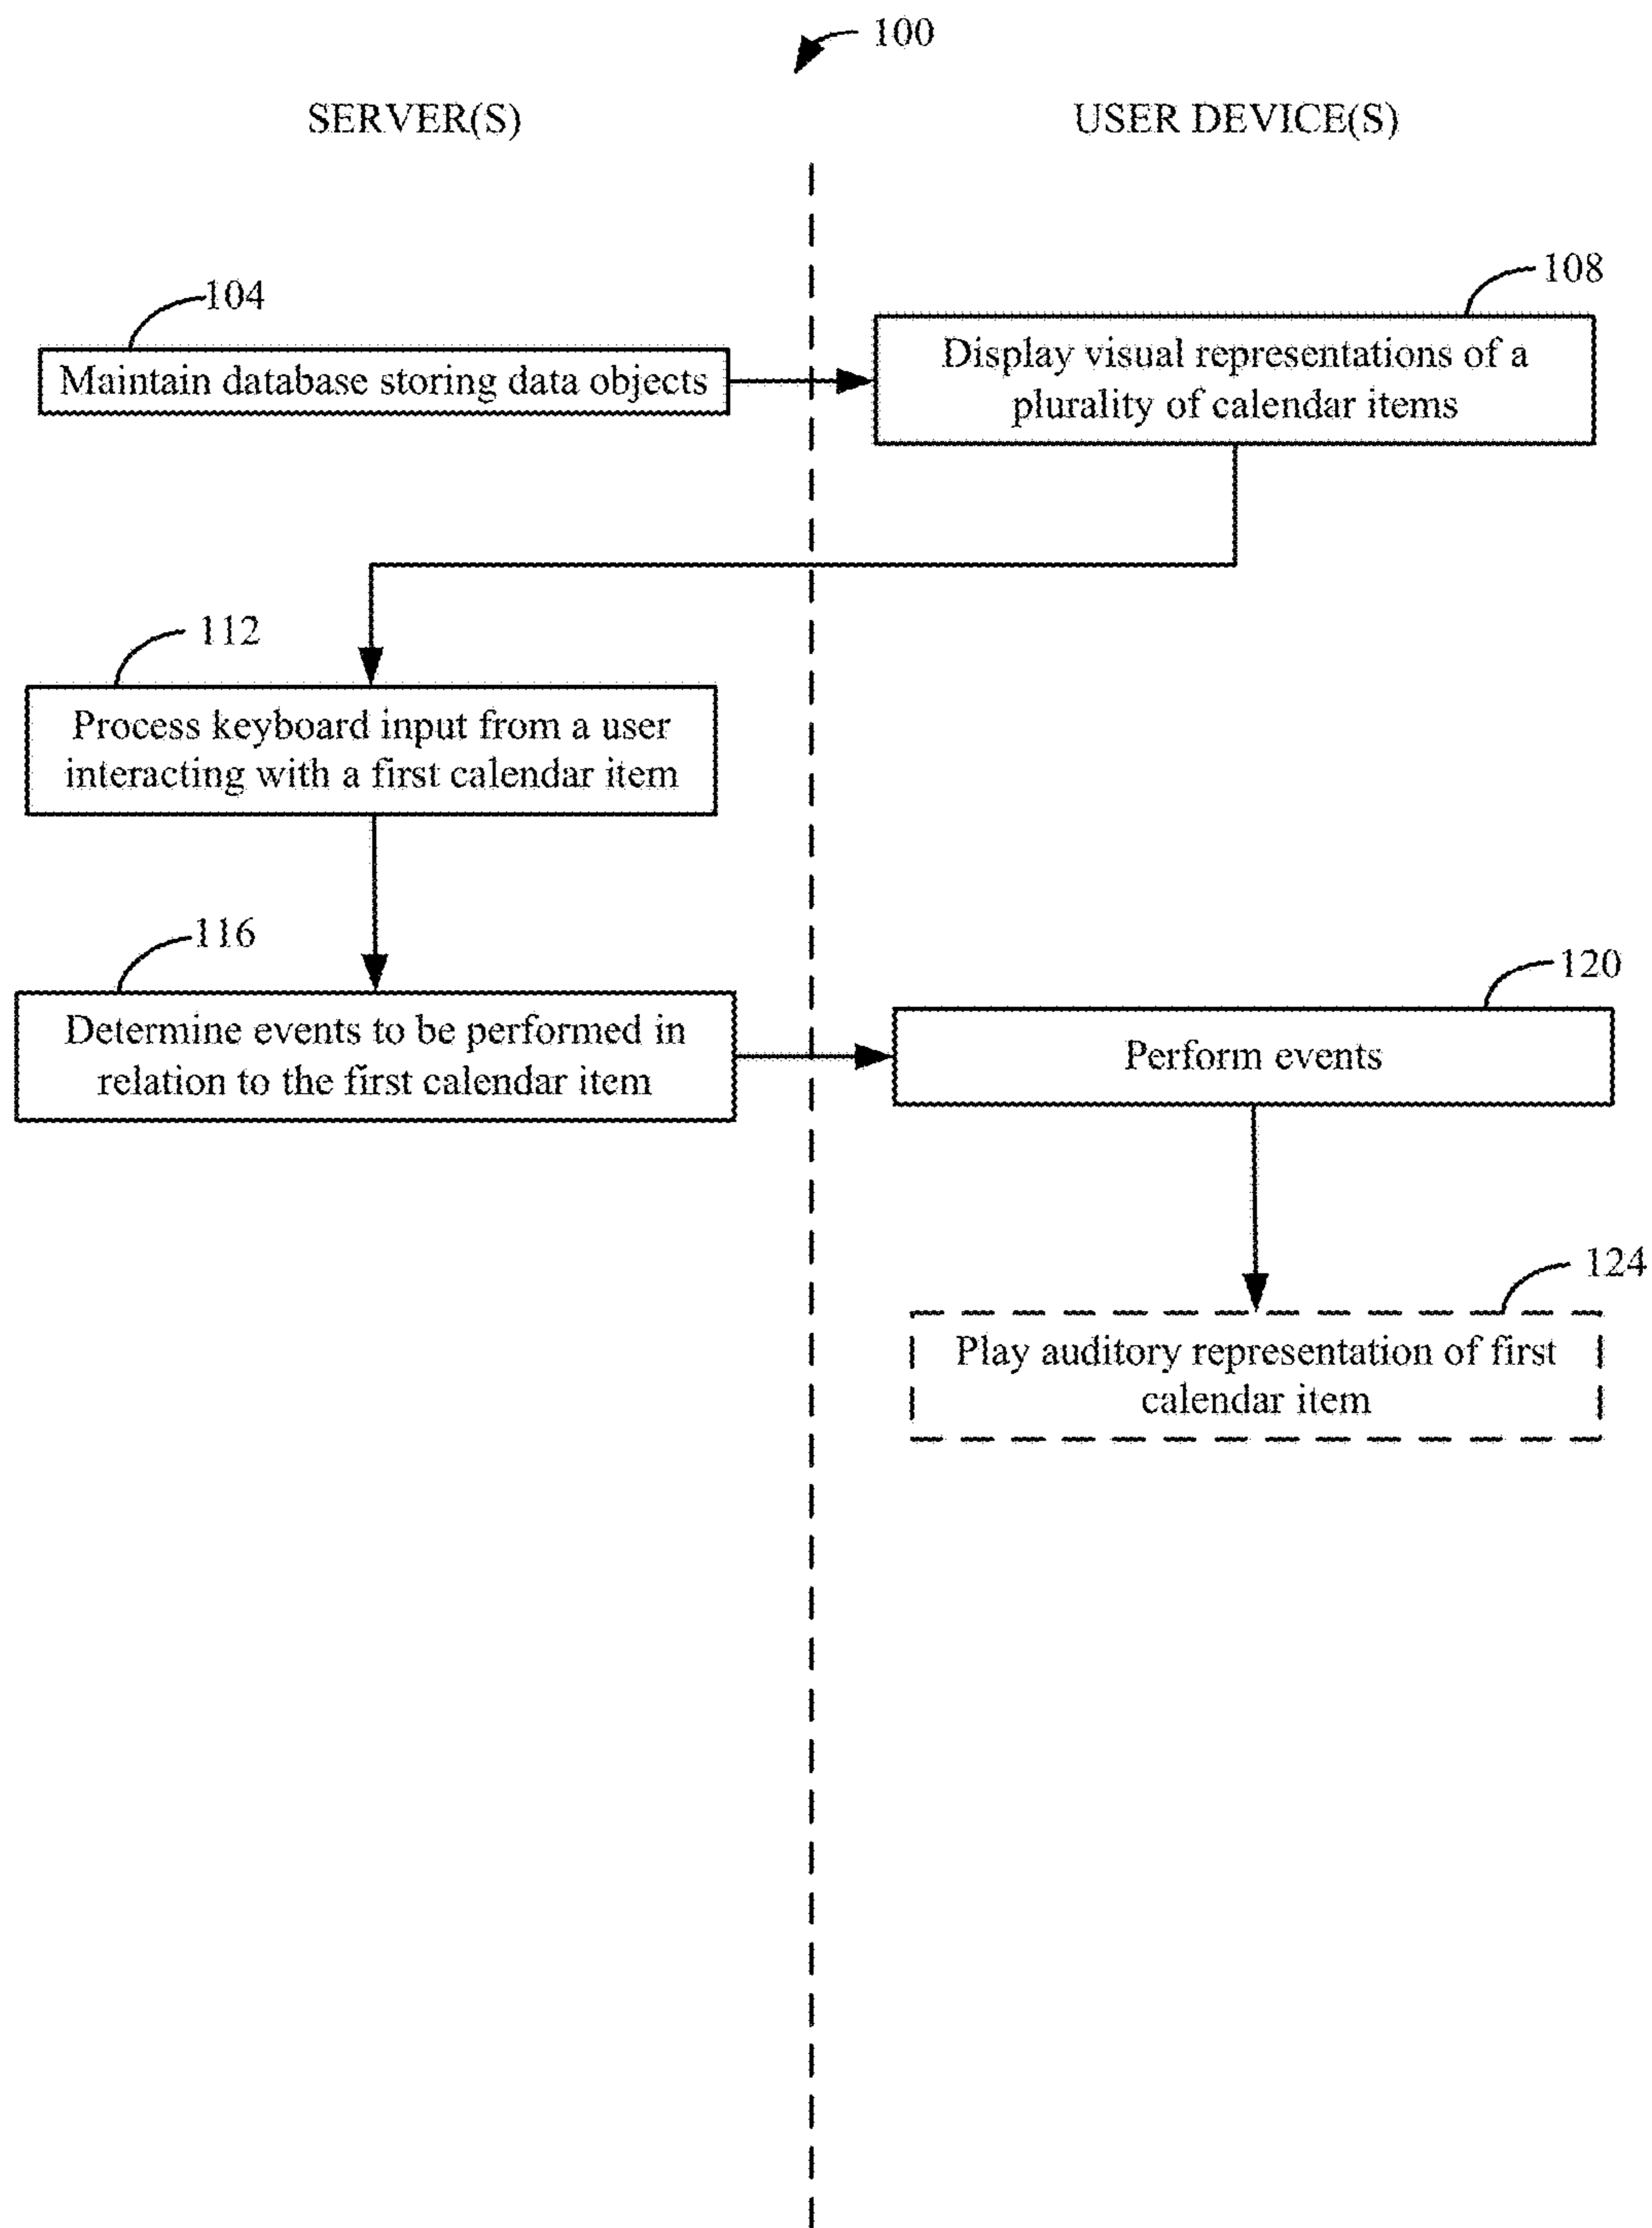 100
SERVER(S)
USER DEVICE(S)
104
Maintain database storing data objects
108
Display visual representations of a
plurality of calendar items
112
Process keyboard input from a user
interacting with a first calendar item
116
Determine events to be performed in
relation to the first calendar item
120
Perform events
124
Play auditory representation of first
calendar item